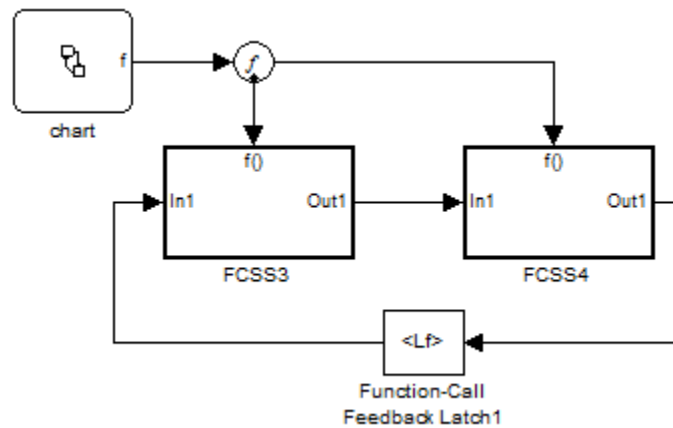 f
f
chart
f()
f()
In1
Out1
In1
Out1
FCSS3
FCSS4
<Lf>
Function-Call
Feedback Latch1